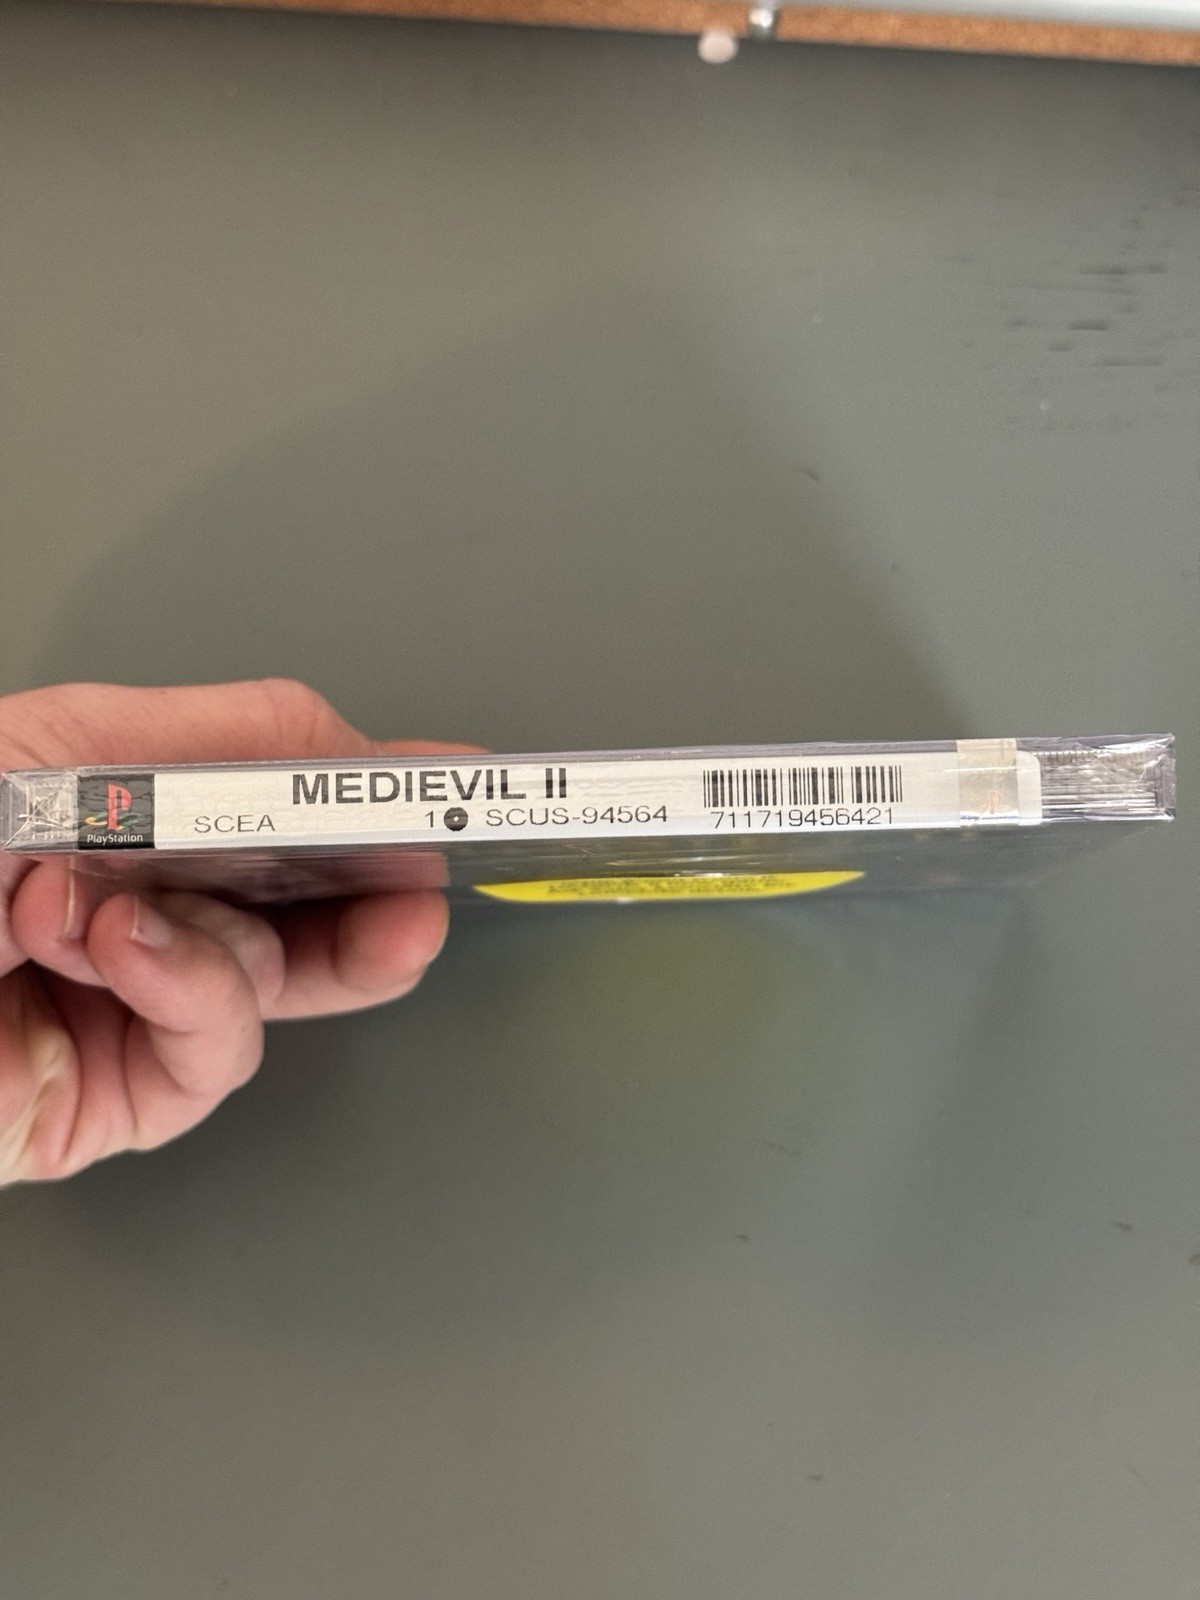 MEDIEVIL II
SCEA 1 SCUS-94564 711719456421
PlayStation